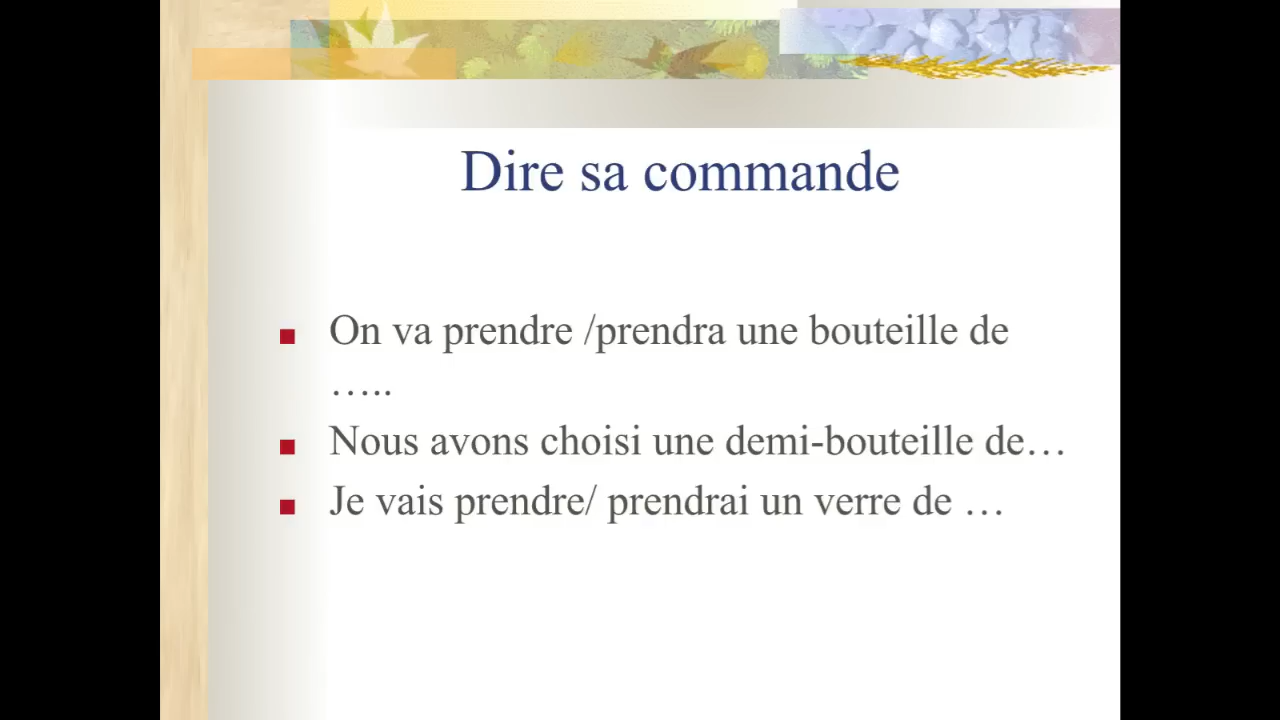 Dire sa commande
On va prendre /prendra une bouteille de
…..
Nous avons choisi une demi-bouteille de…
Je vais prendre/ prendrai un verre de …